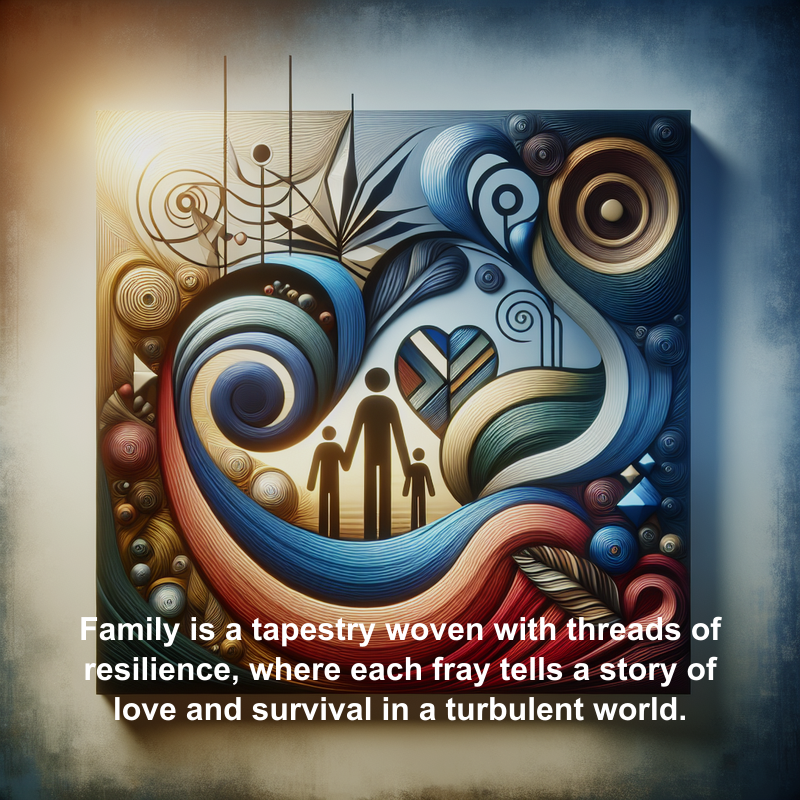 Family is a tapestry woven with threads of
resilience, where each fray tells a story of
love and survival in a turbulent world.